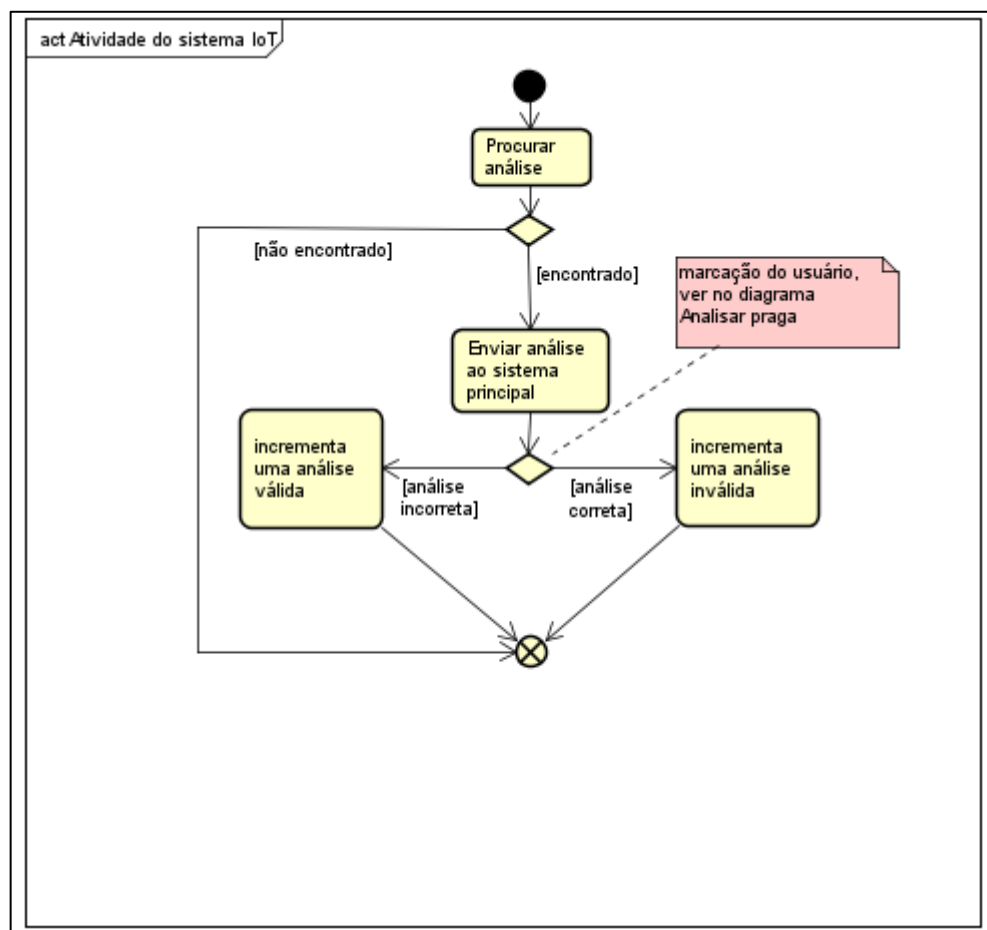 act Atividade do sistema IoT
Procurar
análise
[não encontrado]
[encontrado]
marcação do usuário,
ver no diagrama
Analisar praga
Enviar análise
ao sistema
principal
incrementa
uma análise
válida
[análise
incorreta]
[análise
correta]
incrementa
uma análise
inválida